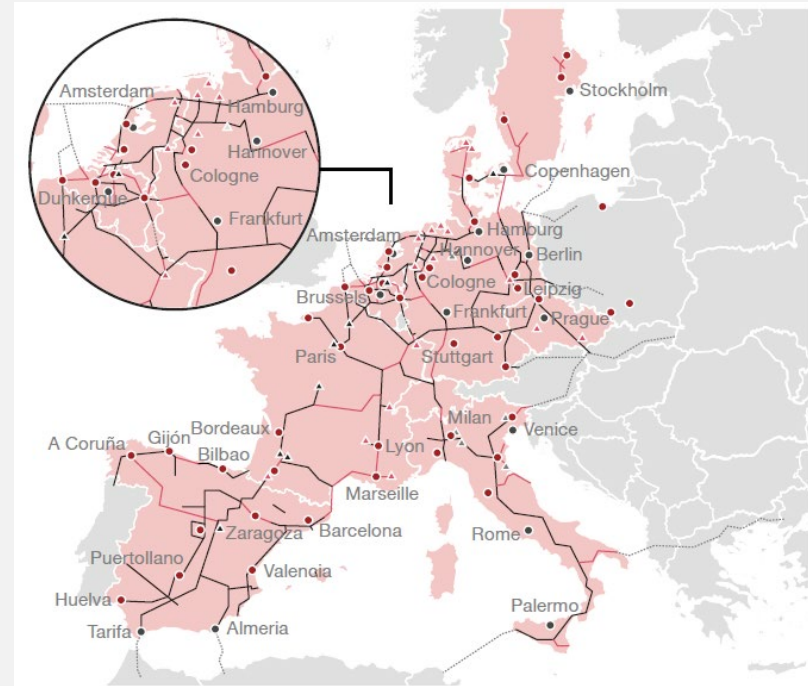 Amsterdam
Hamburg
Hannover
Cologne
Dunkerque
Frankfurt
Stockholm
Copenhagen
Amsterdam
Hamburg
Hannover
Berlin
Cologne
Leipzig
Brussels
Frankfurt
Prague
Paris
Stuttgart
Bordeaux
Milan
A Coruña
Gijón
Venice
Lyon
Bilbao
Marseille
Zaragoza
Barcelona
Rome
Puertollano
Valencia
Huelva
Palermo
Tarifa
Almeria